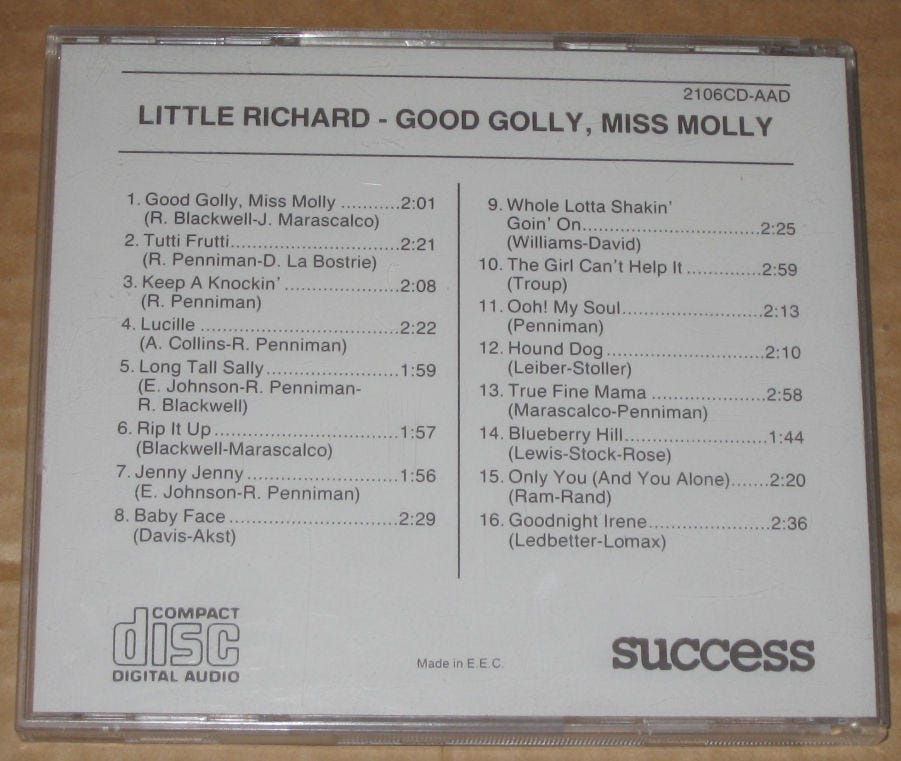 2106CD-AAD
LITTLE RICHARD - GOOD GOLLY, MISS MOLLY
1. Good Golly, Miss Molly ..........2:01
(R. Blackwell-J. Marascalco)
2. Tutti Frutti.............................2:21
(R. Penniman-D. La Bostrie)
3. Keep A Knockin' ....................2:08
(R. Penniman)
4. Lucille ..................................2:22
(A. Collins-R. Penniman)
5. Long Tall Sally.......................1:59
(E. Johnson-R. Penniman-
R. Blackwell)
6. Rip It Up ................................1:57
(Blackwell-Marascalco)
7. Jenny Jenny ..........................1:56
(E. Johnson-R. Penniman)
8. Baby Face .............................2:29
(Davis-Akst)
9. Whole Lotta Shakin'
Goin' On..............................2:25
(Williams-David)
10. The Girl Can't Help It .............2:59
(Troup)
11. Ooh! My Soul........................2:13
(Penniman)
12. Hound Dog...........................2:10
(Leiber-Stoller)
13. True Fine Mama ....................2:58
(Marascalco-Penniman)
14. Blueberry Hill.........................1:44
(Lewis-Stock-Rose)
15. Only You (And You Alone).......2:20
(Ram-Rand)
16. Goodnight Irene.....................2:36
(Ledbetter-Lomax)
COMPACT
disc
DIGITAL AUDIO
Made in E.E.C.
success